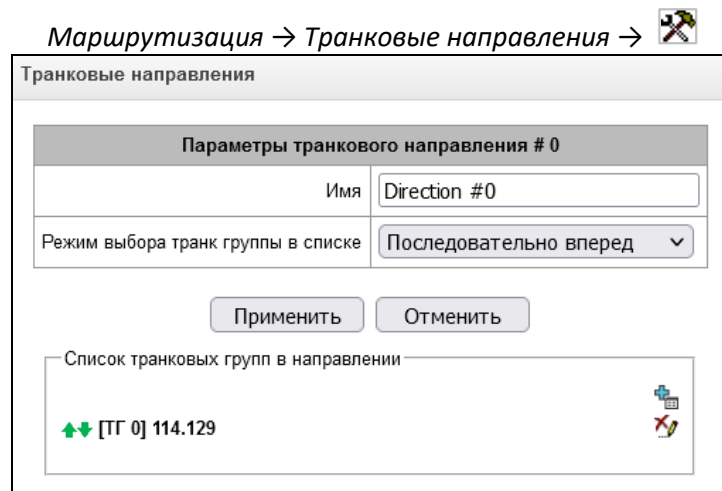 Маршрутизация → Транковые направления →
Транковые направления
Параметры транкового направления # 0
Имя Direction #0
Режим выбора транк группы в списке Последовательно вперед
Применить Отменить
Список транковых групп в направлении
[ТГ 0] 114.129